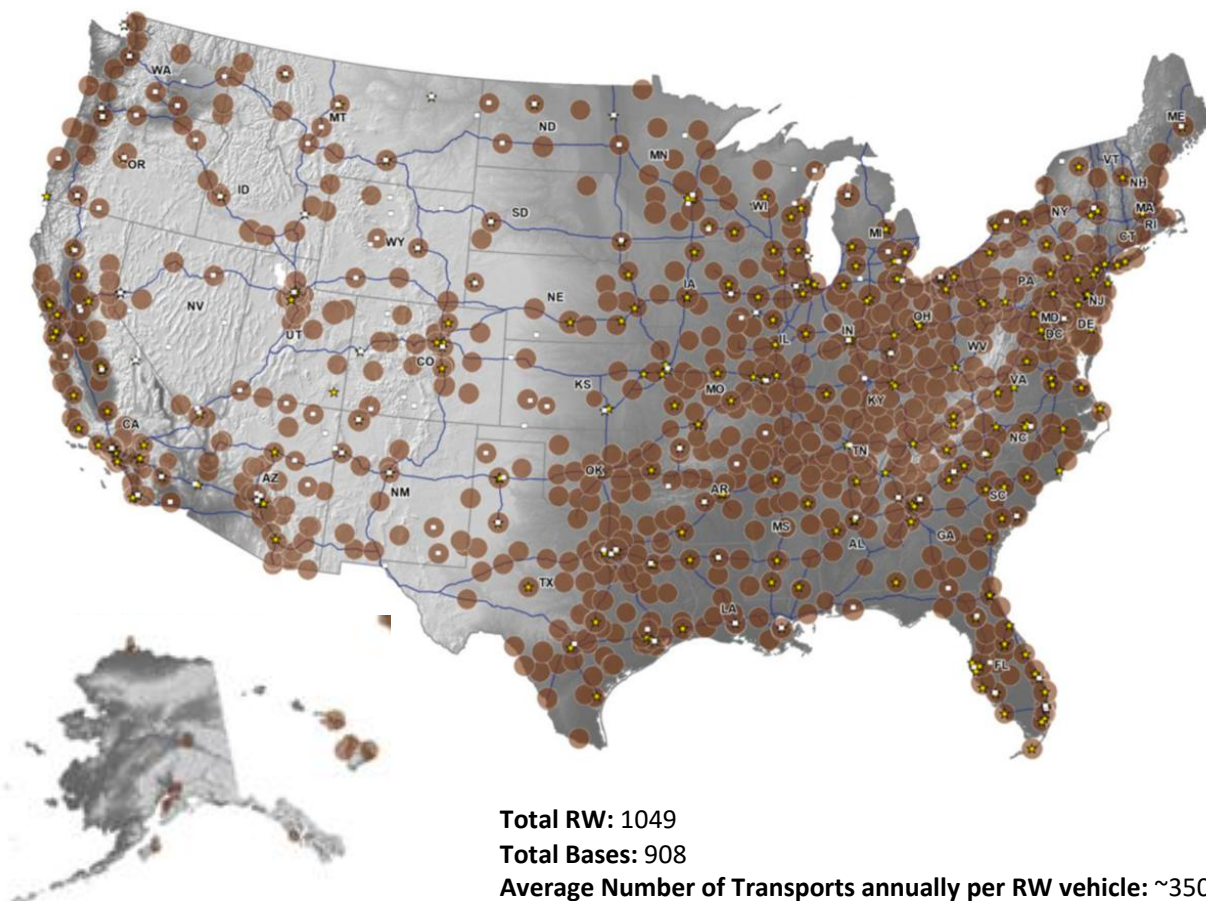 WA
ME
MT
ND
MN
VT
OR
NH
ID
WI
NY
MA
SD
MI
RI
WY
CT
IA
PA
NV
NE
NJ
OH
UT
IN
MD
DE
IL
DC
CO
WV
KS
MO
VA
KY
CA
NC
TN
OK
AZ
NM
AR
SC
MS
GA
AL
TX
LA
FL
Total RW: 1049
Total Bases: 908
Average Number of Transports annually per RW vehicle: ~350